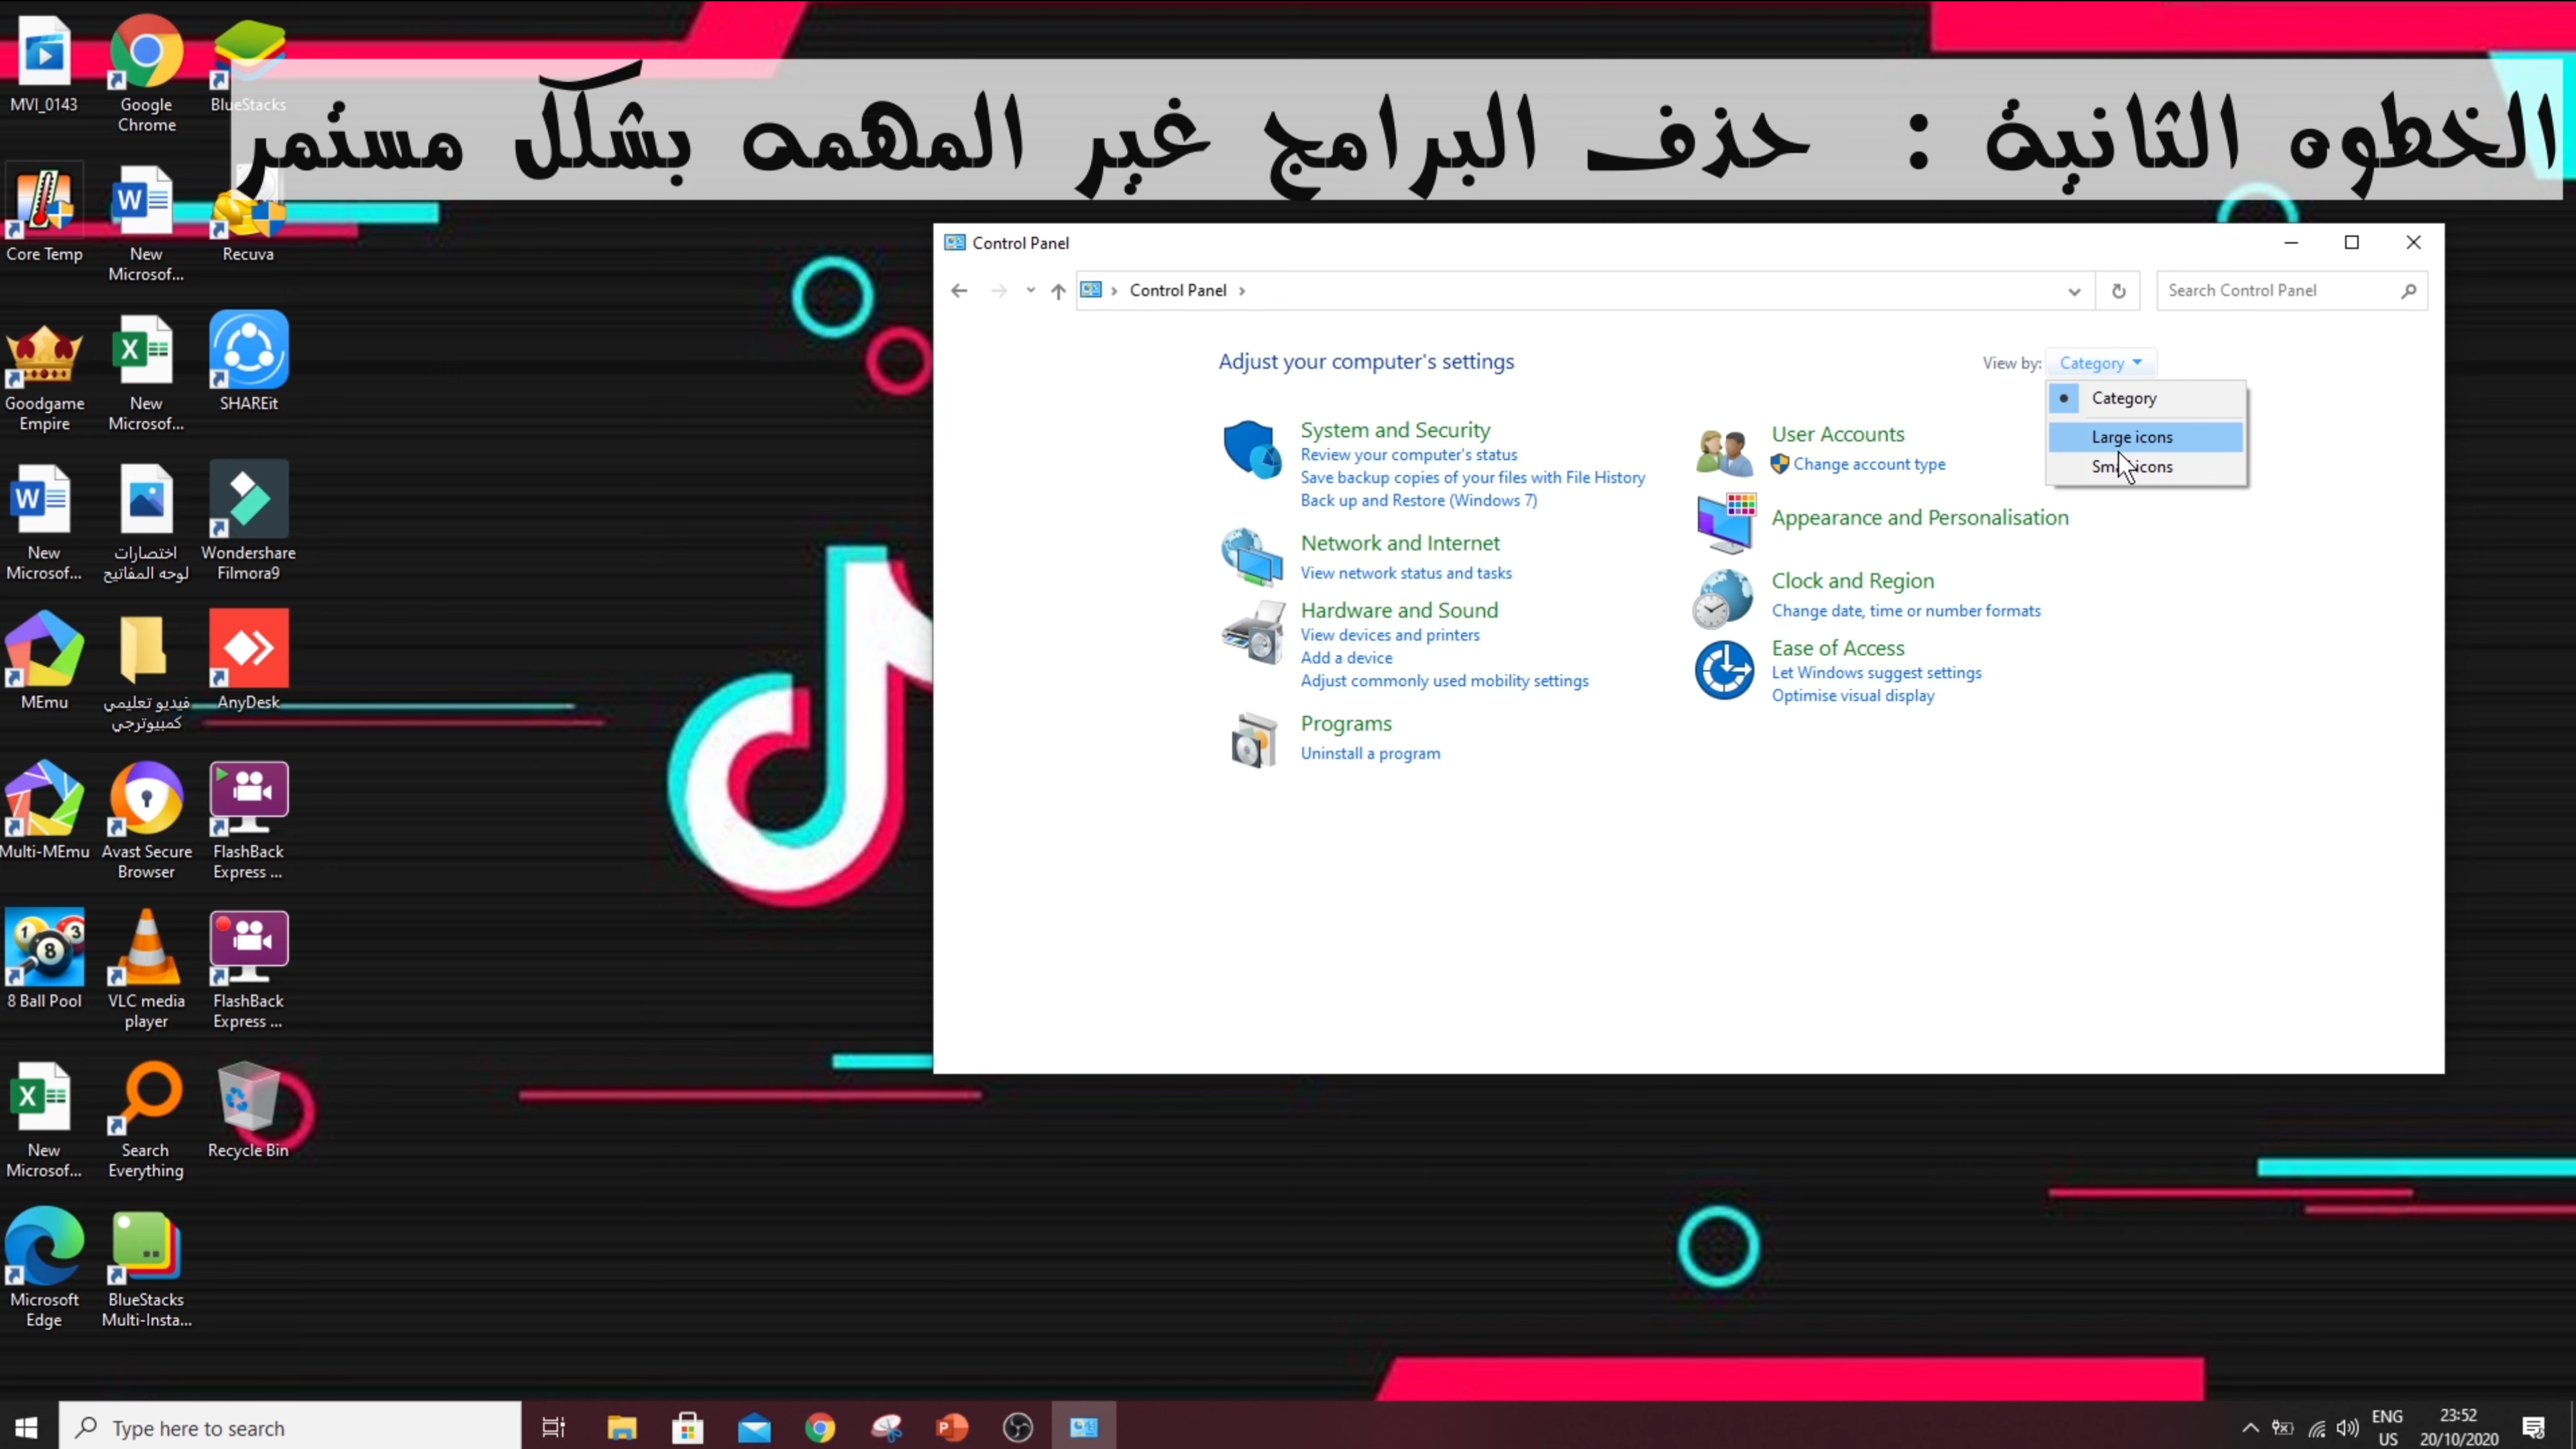 الخطوه الثانية : حذف البرامج غير المهمه بشكل مستمر
MVI_0143
Google
Chrome
BlueStacks
Core Temp
New
Microsof...
Recuva
Goodgame
Empire
New
Microsof...
SHAREit
New
Microsof...
اختصارات
لوحه المفاتيح
Wondershare
Filmora9
MEmu
فيديو تعليمي
كمبيوترجي
AnyDesk
Multi-MEmu
Avast Secure
Browser
FlashBack
Express ...
8 Ball Pool
VLC media
player
FlashBack
Express ...
New
Microsof...
Search
Everything
Recycle Bin
Microsoft
Edge
BlueStacks
Multi-Insta...
Control Panel
Control Panel
Search Control Panel
Adjust your computer's settings
View by: Category
Category
Large icons
System and Security
Review your computer's status
Save backup copies of your files with File History
Back up and Restore (Windows 7)
Network and Internet
View network status and tasks
Hardware and Sound
View devices and printers
Add a device
Adjust commonly used mobility settings
Programs
Uninstall a program
User Accounts
Change account type
Appearance and Personalisation
Clock and Region
Change date, time or number formats
Ease of Access
Let Windows suggest settings
Optimise visual display
Small icons
Type here to search
ENG
US
23:52
20/10/2020